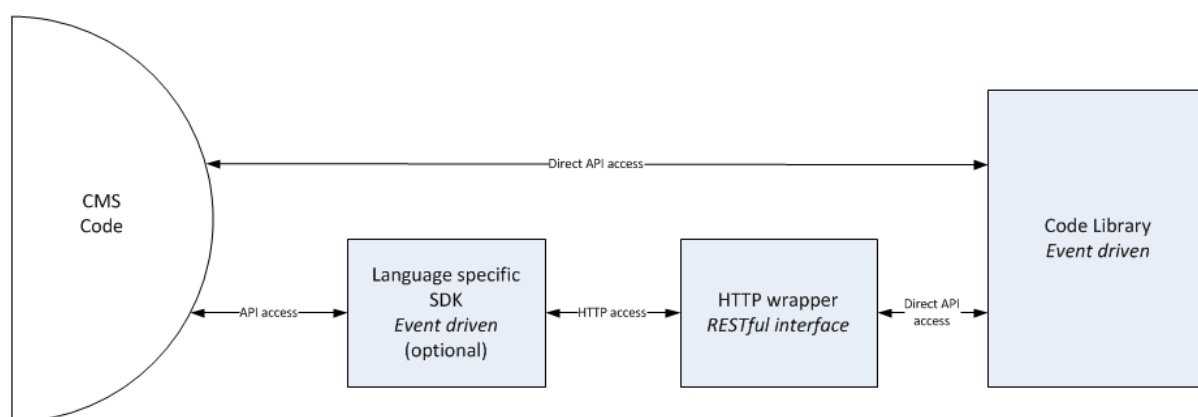 Direct API access
CMS
Code
Code Library
Event driven
Language specific
SDK
Event driven
(optional)
HTTP wrapper
RESTful interface
API access
HTTP access
Direct API
access